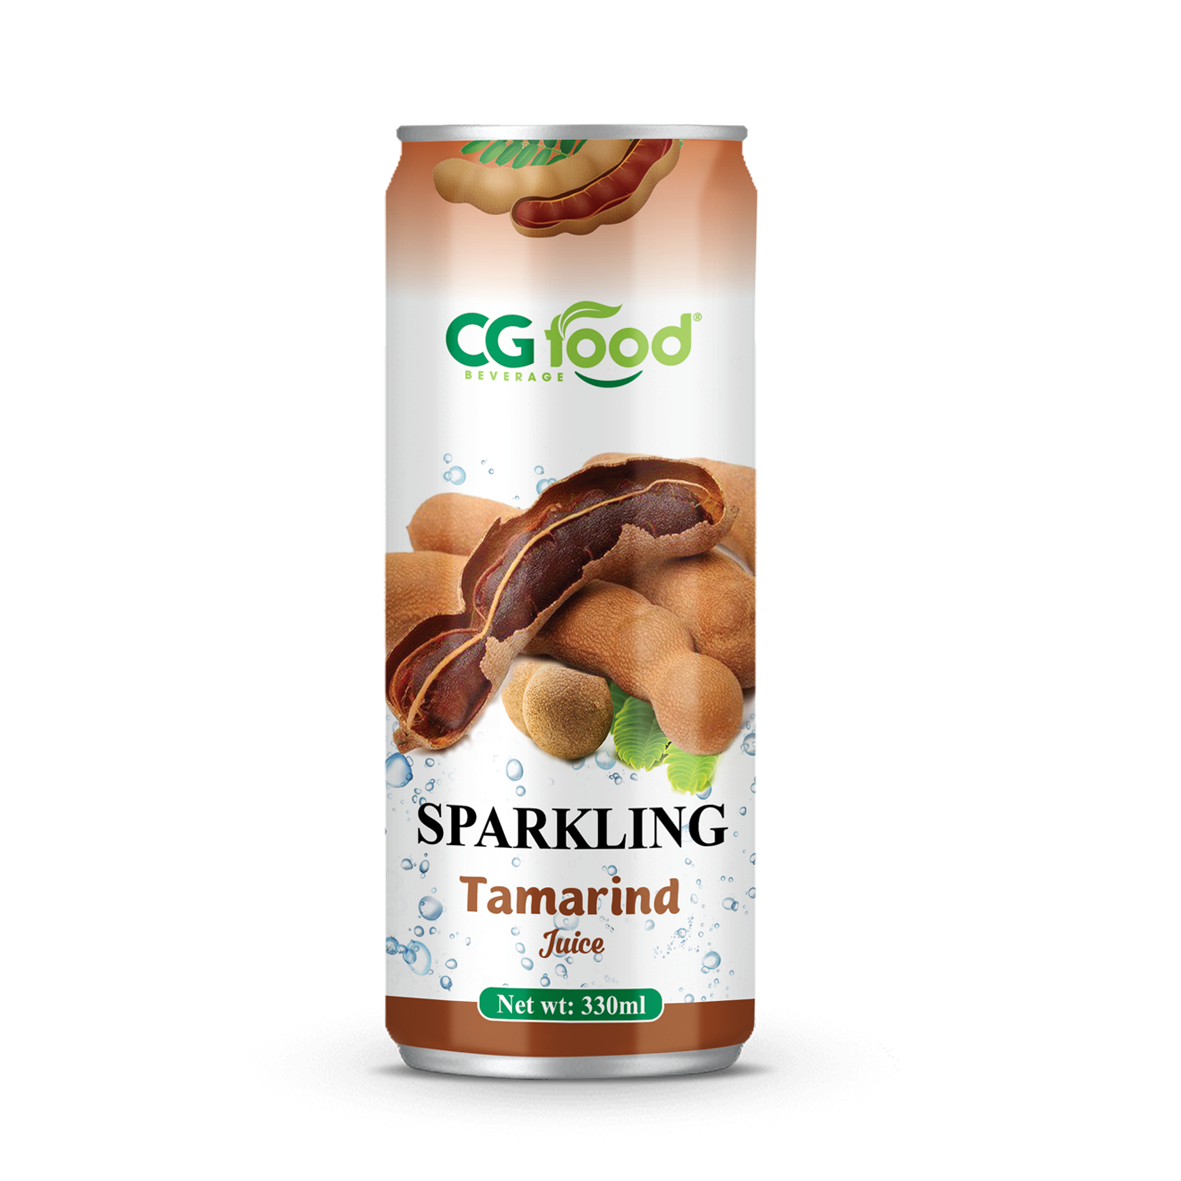 CG food®
BEVERAGE
SPARKLING
Tamarind
Juice
Net wt: 330ml